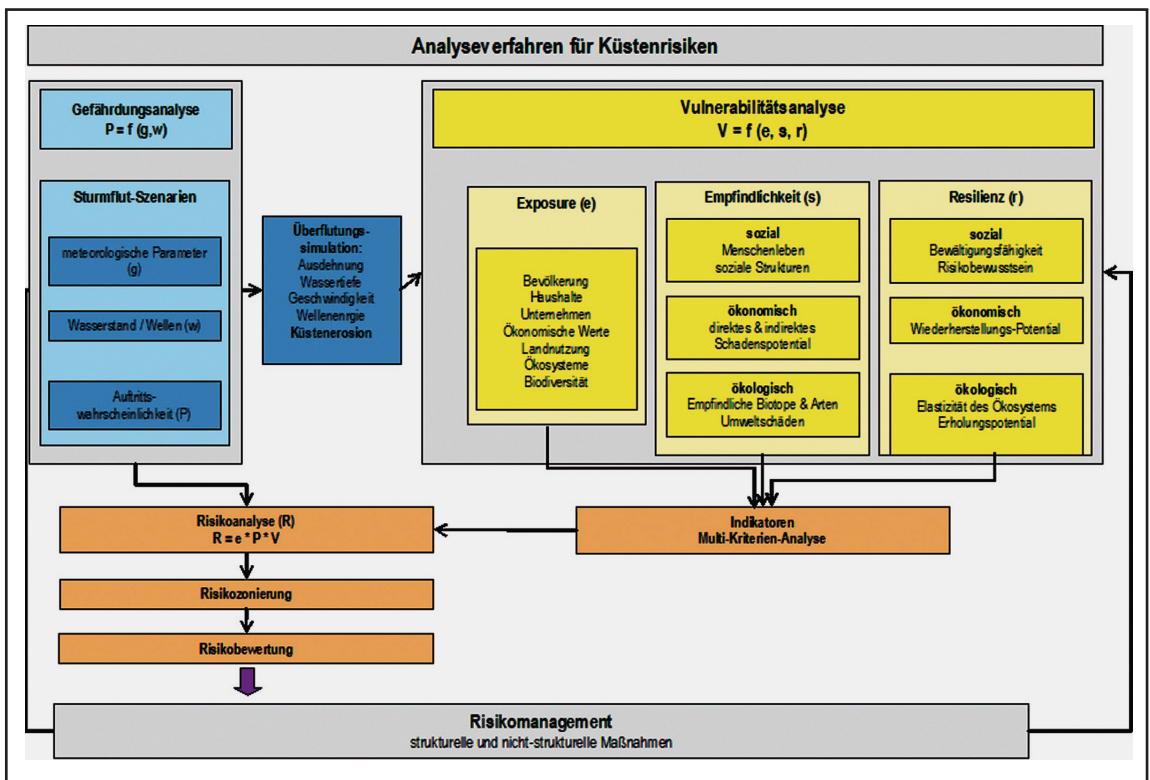 Analyseverfahren für Küstenrisiken
Gefährdungsanalyse
P = f (g,w)
Sturmflut-Szenarien
meteorologische Parameter
(g)
Wasserstand / Wellen (w)
Auftritts-
wahrscheinlichkeit (P)
Überflutungs-
simulation:
Ausdehnung
Wassertiefe
Geschwindigkeit
Wellenenrgie
Küstenerosion
Vulnerabilitätsanalyse
V = f (e, s, r)
Exposure (e)
Bevölkerung
Haushalte
Unternehmen
Ökonomische Werte
Landnutzung
Ökosysteme
Biodiversität
Empfindlichkeit (s)
sozial
Menschenleben
soziale Strukturen
ökonomisch
direktes & indirektes
Schadenspotential
ökologisch
Empfindliche Biotope & Arten
Umweltschäden
Resilienz (r)
sozial
Bewältigungsfähigkeit
Risikobewusstsein
ökonomisch
Wiederherstellungs-Potential
ökologisch
Elastizität des Ökosystems
Erholungspotential
Risikoanalyse (R)
R = e * P * V
Indikatoren
Multi-Kriterien-Analyse
Risikozonierung
Risikobewertung
Risikomanagement
strukturelle und nicht-strukturelle Maßnahmen